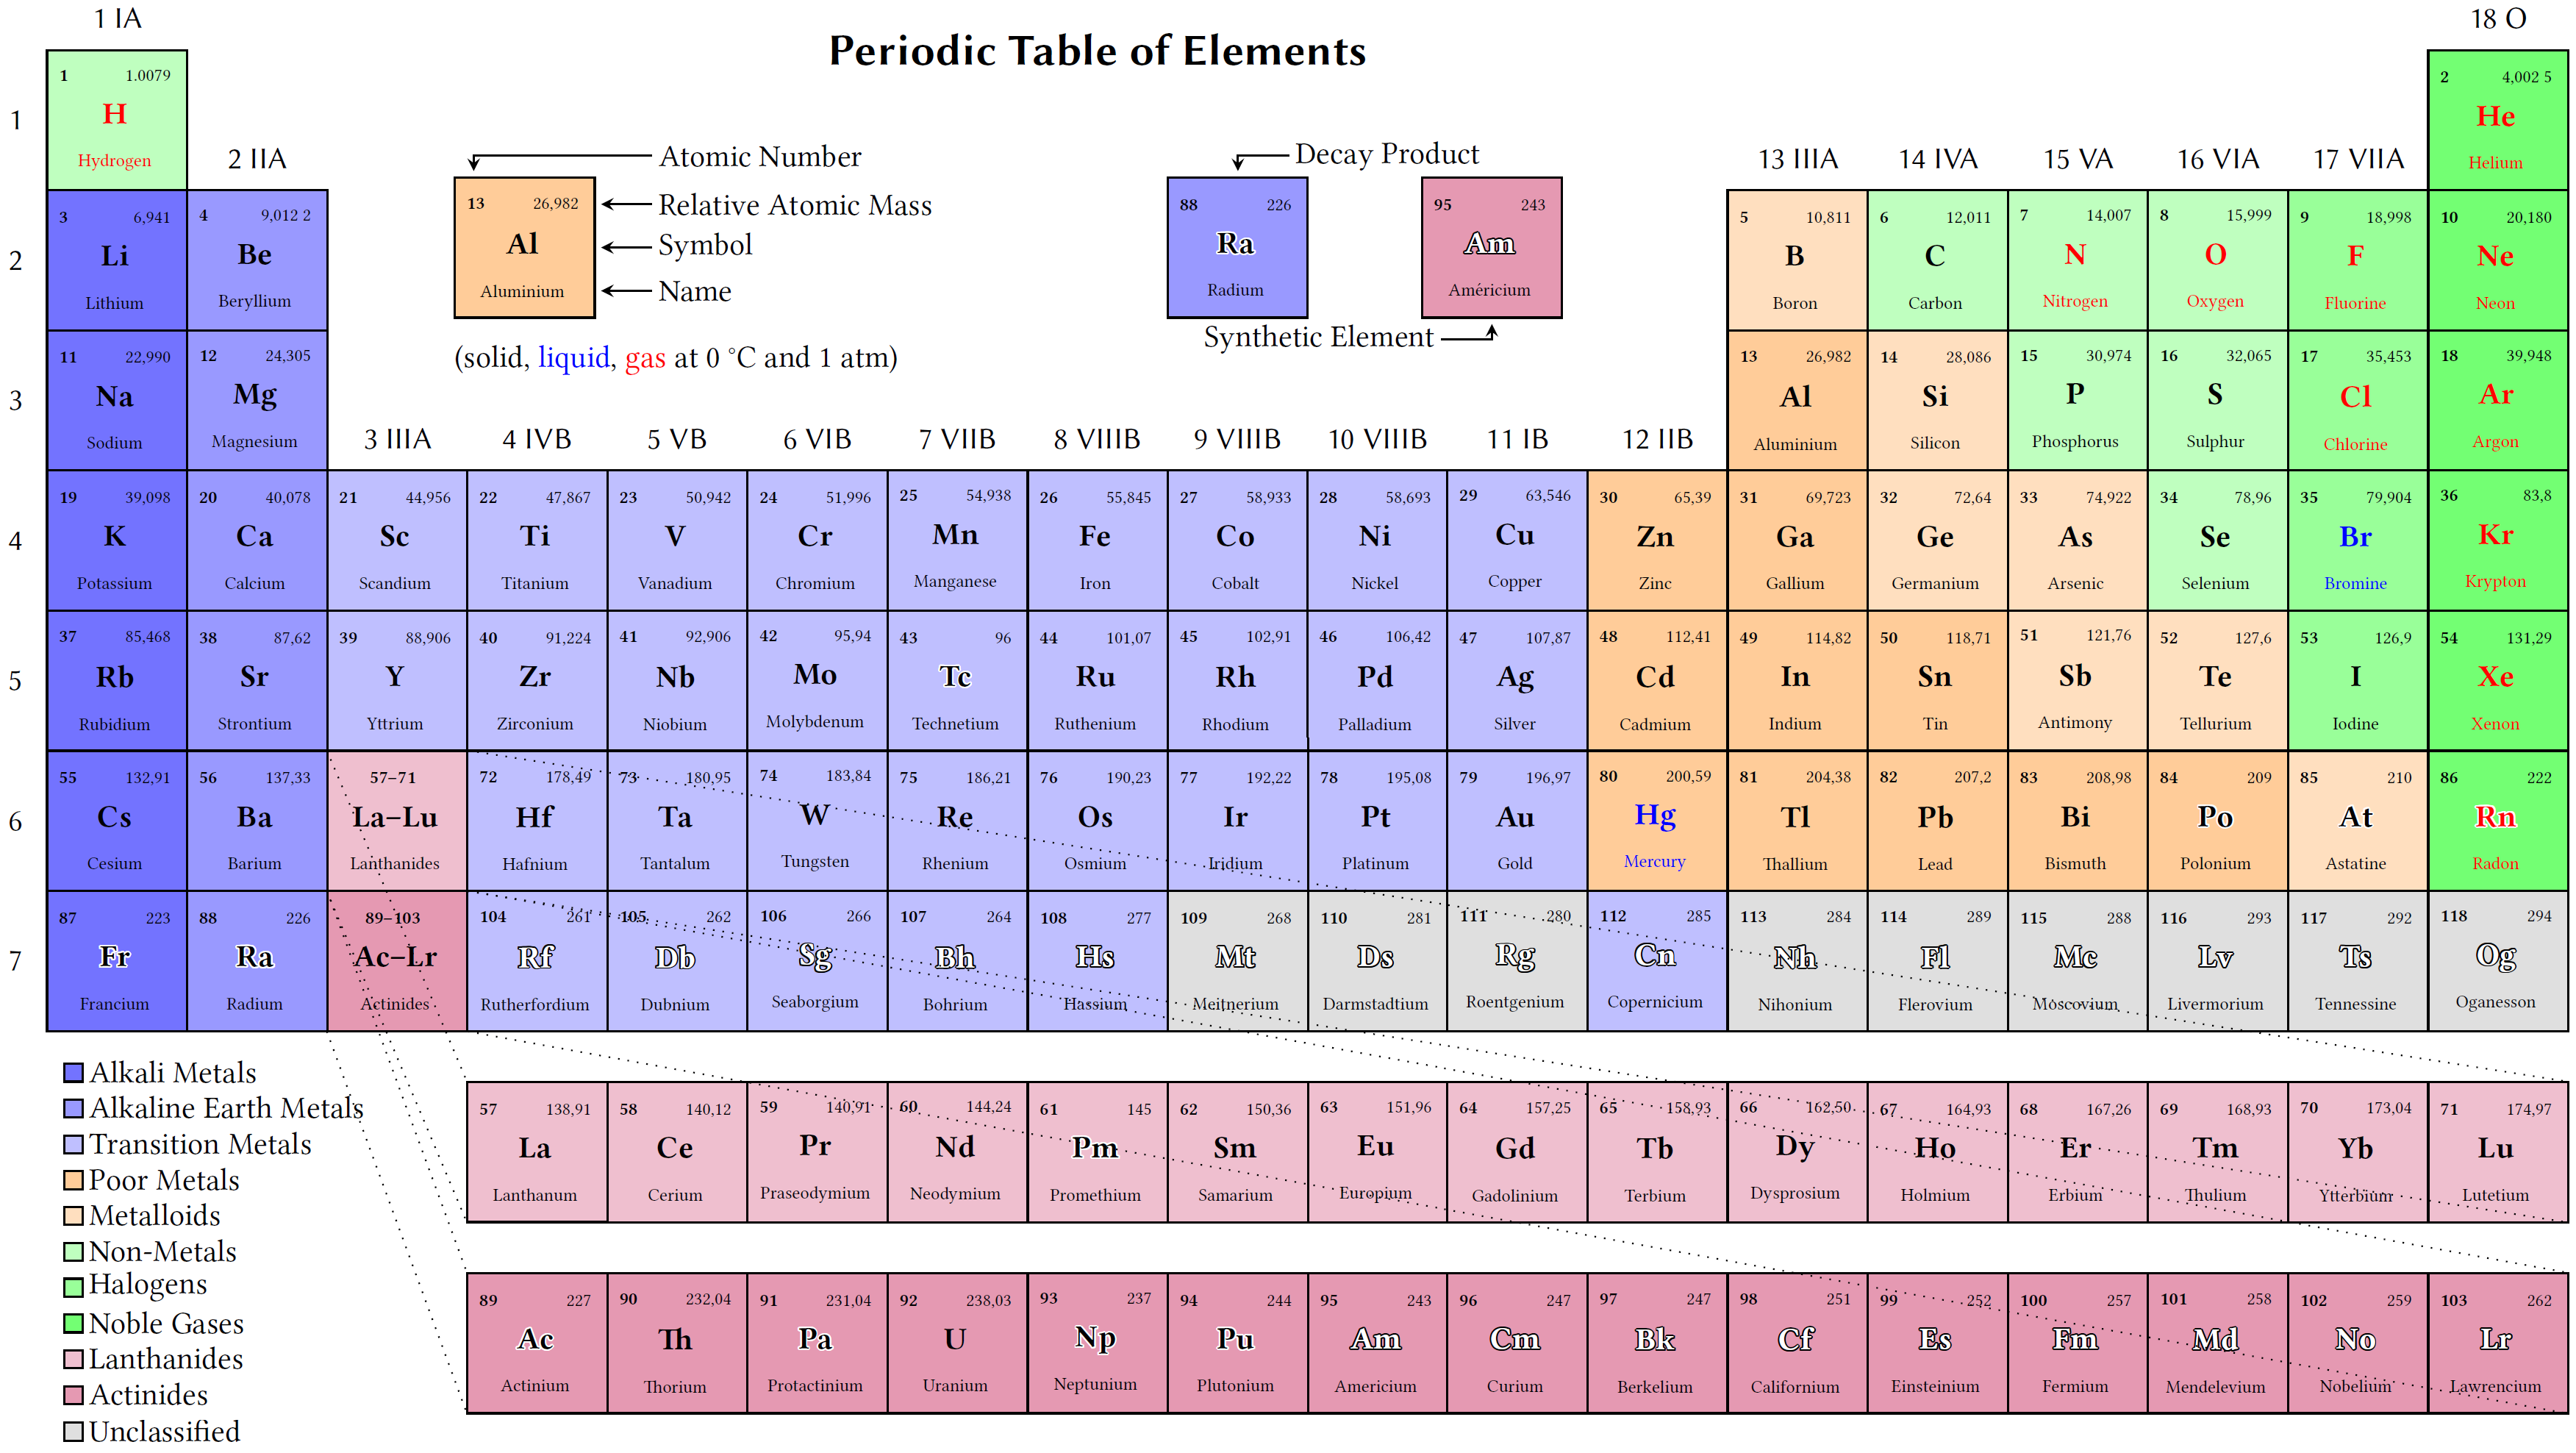 1 IA
18 O
Periodic Table of Elements
1 1.0079
H
Hydrogen
2 4,002 5
He
Helium
1
2 IIA
13 IIIA
14 IVA
15 VA
16 VIA
17 VIIA
Atomic Number
Relative Atomic Mass
Symbol
Name
13 26,982
Al
Aluminium
(solid, liquid, gas at 0 °C and 1 atm)
Decay Product
88 226
Ra
Radium
95 243
Am
Américium
Synthetic Element
2
3 6,941
Li
Lithium
4 9,012 2
Be
Beryllium
5 10,811
B
Boron
6 12,011
C
Carbon
7 14,007
N
Nitrogen
8 15,999
O
Oxygen
9 18,998
F
Fluorine
10 20,180
Ne
Neon
3
11 22,990
Na
Sodium
12 24,305
Mg
Magnesium
13 26,982
Al
Aluminium
14 28,086
Si
Silicon
15 30,974
P
Phosphorus
16 32,065
S
Sulphur
17 35,453
Cl
Chlorine
18 39,948
Ar
Argon
3 IIIA
4 IVB
5 VB
6 VIB
7 VIIB
8 VIIIB
9 VIIIB
10 VIIIB
11 IB
12 IIB
4
19 39,098
K
Potassium
20 40,078
Ca
Calcium
21 44,956
Sc
Scandium
22 47,867
Ti
Titanium
23 50,942
V
Vanadium
24 51,996
Cr
Chromium
25 54,938
Mn
Manganese
26 55,845
Fe
Iron
27 58,933
Co
Cobalt
28 58,693
Ni
Nickel
29 63,546
Cu
Copper
30 65,39
Zn
Zinc
31 69,723
Ga
Gallium
32 72,64
Ge
Germanium
33 74,922
As
Arsenic
34 78,96
Se
Selenium
35 79,904
Br
Bromine
36 83,8
Kr
Krypton
5
37 85,468
Rb
Rubidium
38 87,62
Sr
Strontium
39 88,906
Y
Yttrium
40 91,224
Zr
Zirconium
41 92,906
Nb
Niobium
42 95,94
Mo
Molybdenum
43 96
Tc
Technetium
44 101,07
Ru
Ruthenium
45 102,91
Rh
Rhodium
46 106,42
Pd
Palladium
47 107,87
Ag
Silver
48 112,41
Cd
Cadmium
49 114,82
In
Indium
50 118,71
Sn
Tin
51 121,76
Sb
Antimony
52 127,6
Te
Tellurium
53 126,9
I
Iodine
54 131,29
Xe
Xenon
6
55 132,91
Cs
Cesium
56 137,33
Ba
Barium
57–71
La–Lu
Lanthanides
72 178,49
Hf
Hafnium
73 180,95
Ta
Tantalum
74 183,84
W
Tungsten
75 186,21
Re
Rhenium
76 190,23
Os
Osmium
77 192,22
Ir
Iridium
78 195,08
Pt
Platinum
79 196,97
Au
Gold
80 200,59
Hg
Mercury
81 204,38
Tl
Thallium
82 207,2
Pb
Lead
83 208,98
Bi
Bismuth
84 209
Po
Polonium
85 210
At
Astatine
86 222
Rn
Radon
7
87 223
Fr
Francium
88 226
Ra
Radium
89–103
Ac–Lr
Actinides
104 261
Rf
Rutherfordium
105 262
Db
Dubnium
106 266
Sg
Seaborgium
107 264
Bh
Bohrium
108 277
Hs
Hassium
109 268
Mt
Meitnerium
110 281
Ds
Darmstadtium
111 280
Rg
Roentgenium
112 285
Cn
Copernicium
113 284
Nh
Nihonium
114 289
Fl
Flerovium
115 288
Mc
Moscovium
116 293
Lv
Livermorium
117 292
Ts
Tennessine
118 294
Og
Oganesson
Alkali Metals
Alkaline Earth Metals
Transition Metals
Poor Metals
Metalloids
Non-Metals
Halogens
Noble Gases
Lanthanides
Actinides
Unclassified
57 138,91
La
Lanthanum
58 140,12
Ce
Cerium
59 140,91
Pr
Praseodymium
60 144,24
Nd
Neodymium
61 145
Pm
Promethium
62 150,36
Sm
Samarium
63 151,96
Eu
Europium
64 157,25
Gd
Gadolinium
65 158,93
Tb
Terbium
66 162,50
Dy
Dysprosium
67 164,93
Ho
Holmium
68 167,26
Er
Erbium
69 168,93
Tm
Thulium
70 173,04
Yb
Ytterbium
71 174,97
Lu
Lutetium
89 227
Ac
Actinium
90 232,04
Th
Thorium
91 231,04
Pa
Protactinium
92 238,03
U
Uranium
93 237
Np
Neptunium
94 244
Pu
Plutonium
95 243
Am
Americium
96 247
Cm
Curium
97 247
Bk
Berkelium
98 251
Cf
Californium
99 252
Es
Einsteinium
100 257
Fm
Fermium
101 258
Md
Mendelevium
102 259
No
Nobelium
103 262
Lr
Lawrencium